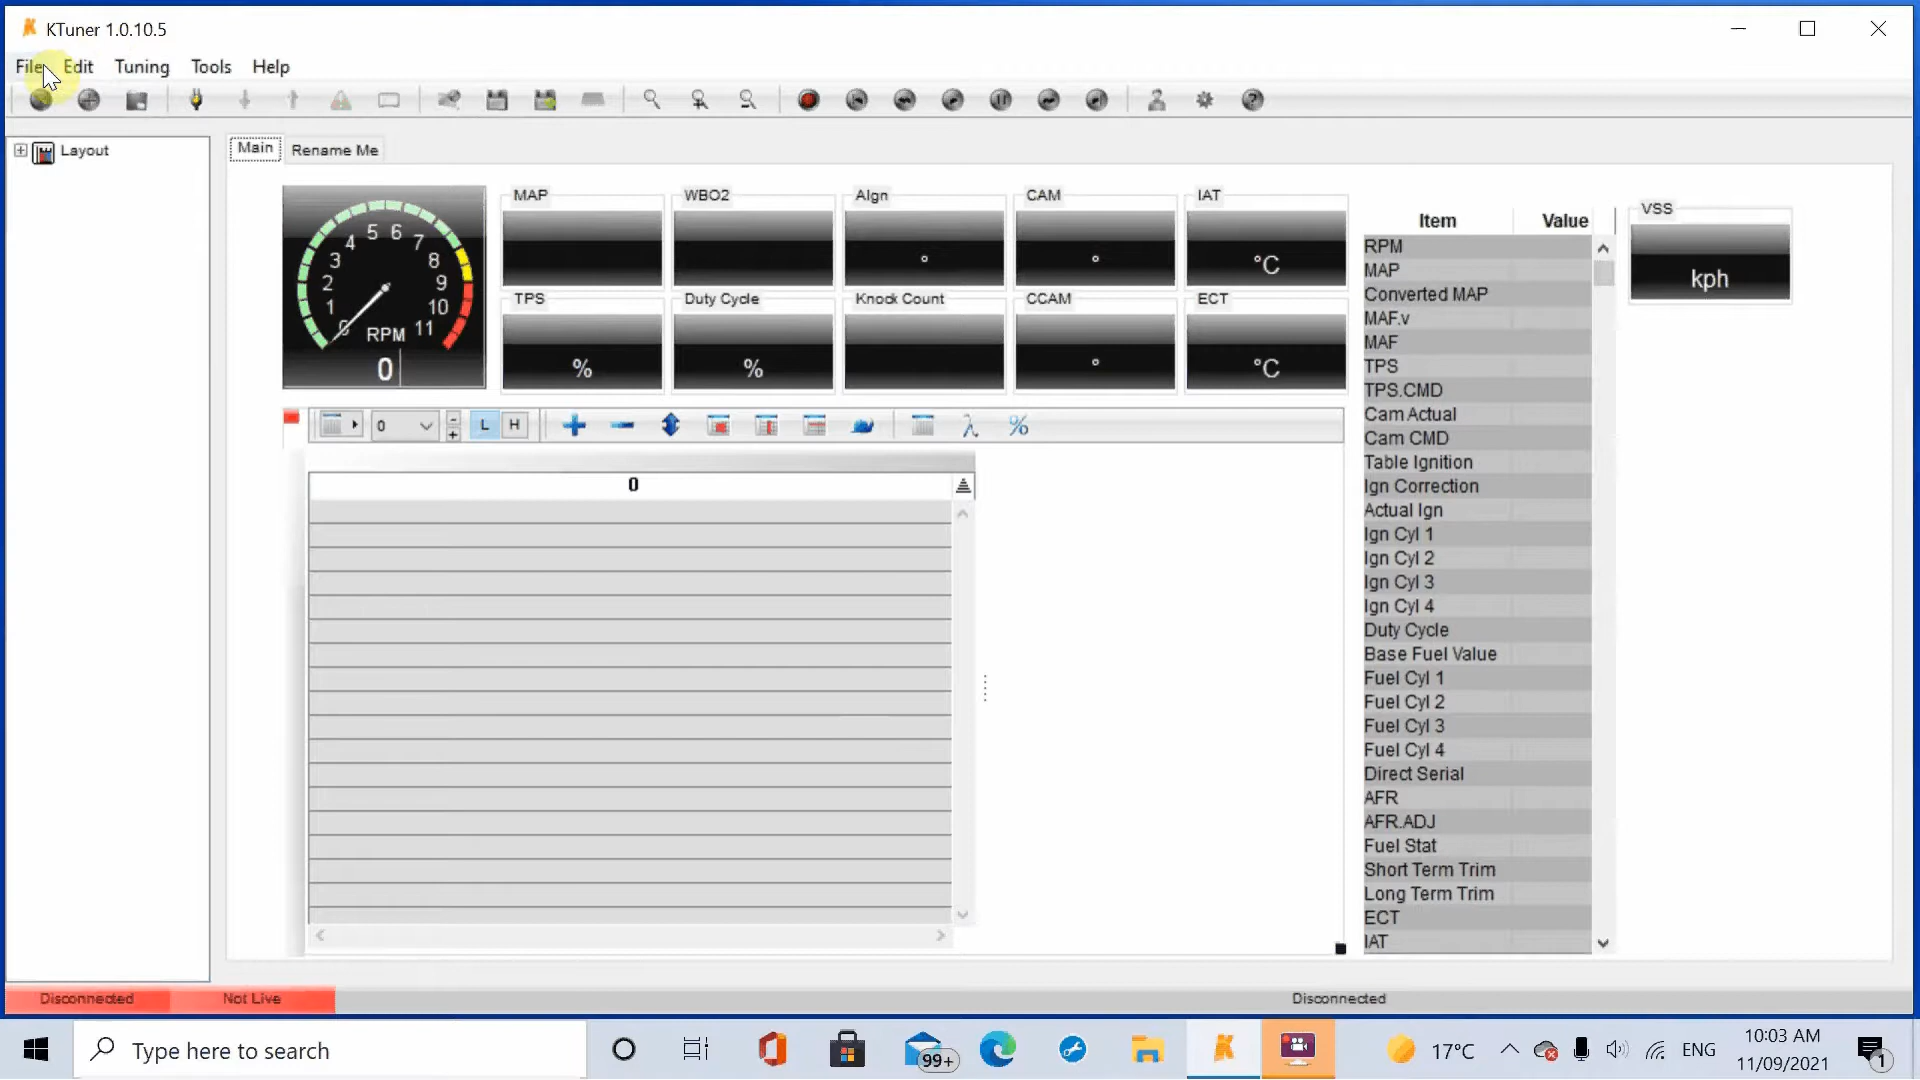 KTuner 1.0.10.5
File Edit Tuning Tools Help
Layout
Main Rename Me
MAP WBO2 AIgn CAM IAT
° ° °C
TPS Duty Cycle Knock Count CCAM ECT
% % ° °C
0 1 2 3 4 5 6 7 8 9 10 11
RPM
0
VSS
kph
0 L H λ %
0
Item Value
RPM
MAP
Converted MAP
MAF.v
MAF
TPS
TPS.CMD
Cam Actual
Cam CMD
Table Ignition
Ign Correction
Actual Ign
Ign Cyl 1
Ign Cyl 2
Ign Cyl 3
Ign Cyl 4
Duty Cycle
Base Fuel Value
Fuel Cyl 1
Fuel Cyl 2
Fuel Cyl 3
Fuel Cyl 4
Direct Serial
AFR
AFR.ADJ
Fuel Stat
Short Term Trim
Long Term Trim
ECT
IAT
Disconnected Not Live Disconnected
Type here to search
99+
17°C
ENG
10:03 AM
11/09/2021
1